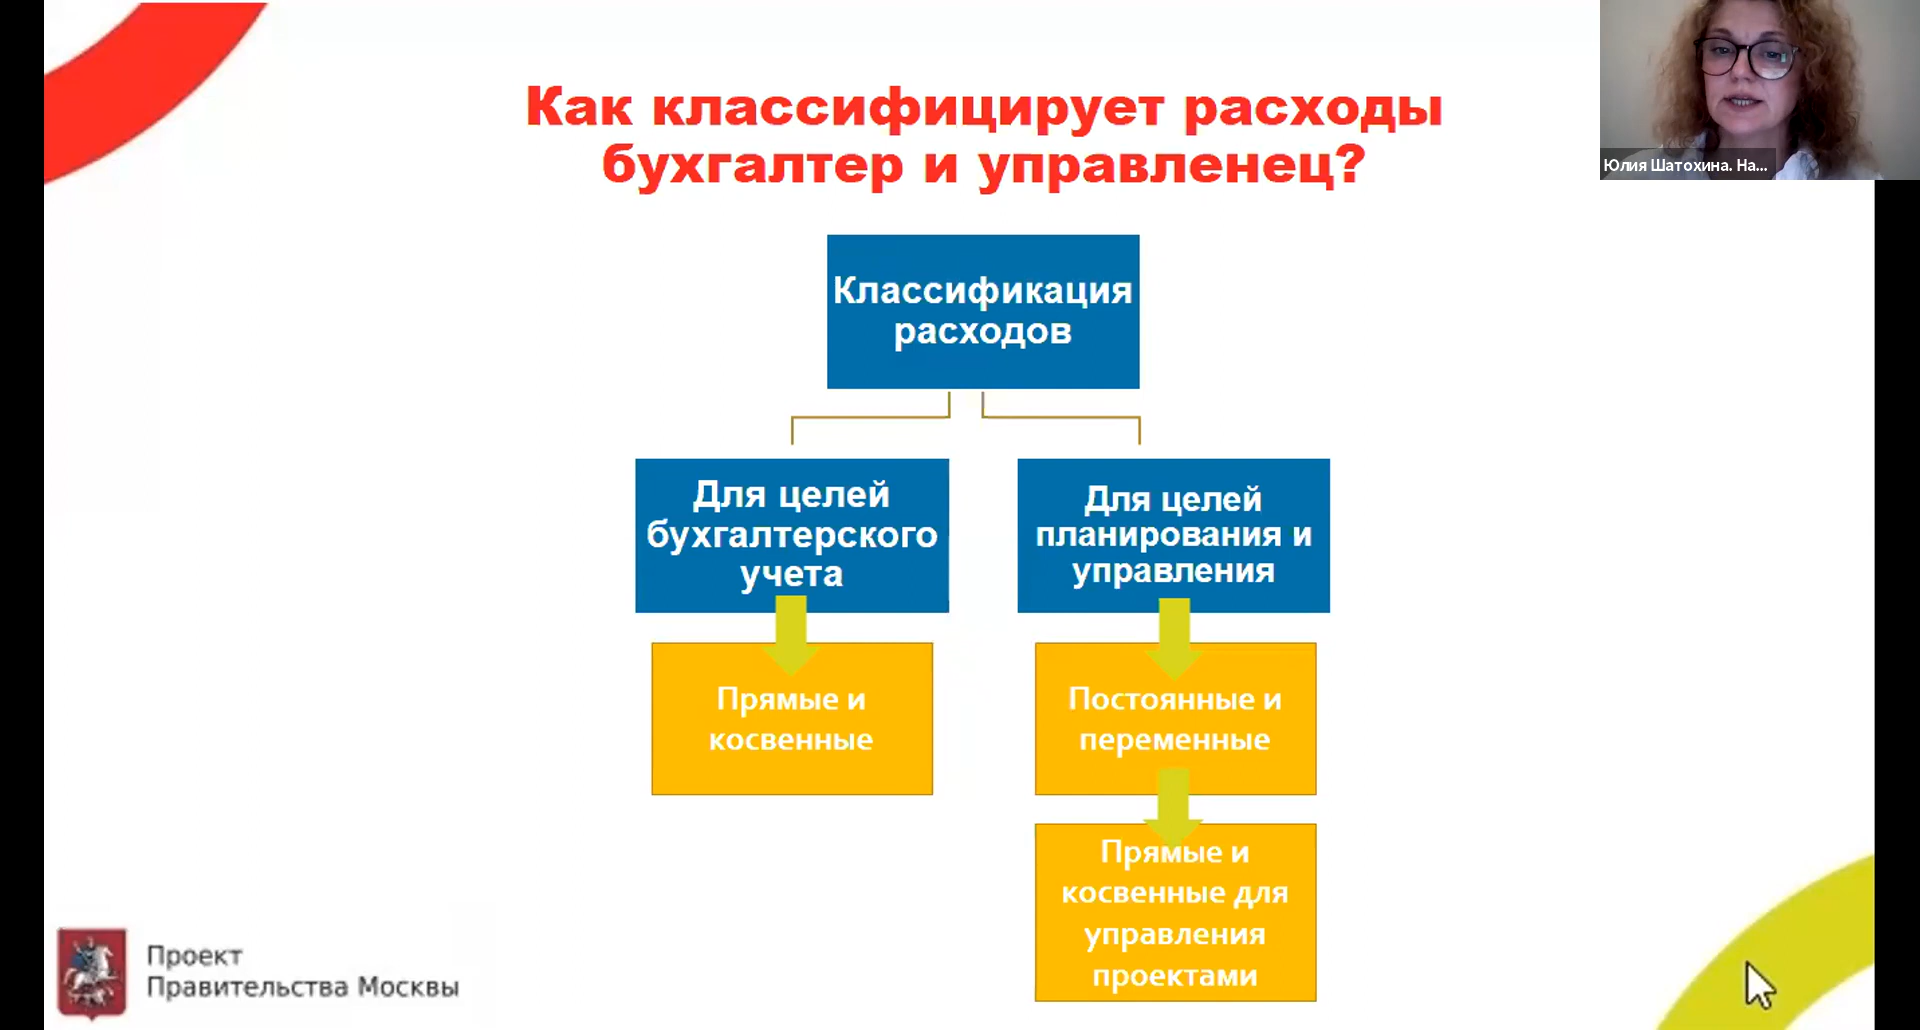 Как классифицирует расходы
бухгалтер и управленец?
Юлия Шатохина. На...
Классификация
расходов
Для целей
бухгалтерского
учета
Для целей
планирования и
управления
Прямые и
косвенные
Постоянные и
переменные
Прямые и
косвенные для
управления
проектами
Проект
Правительства Москвы